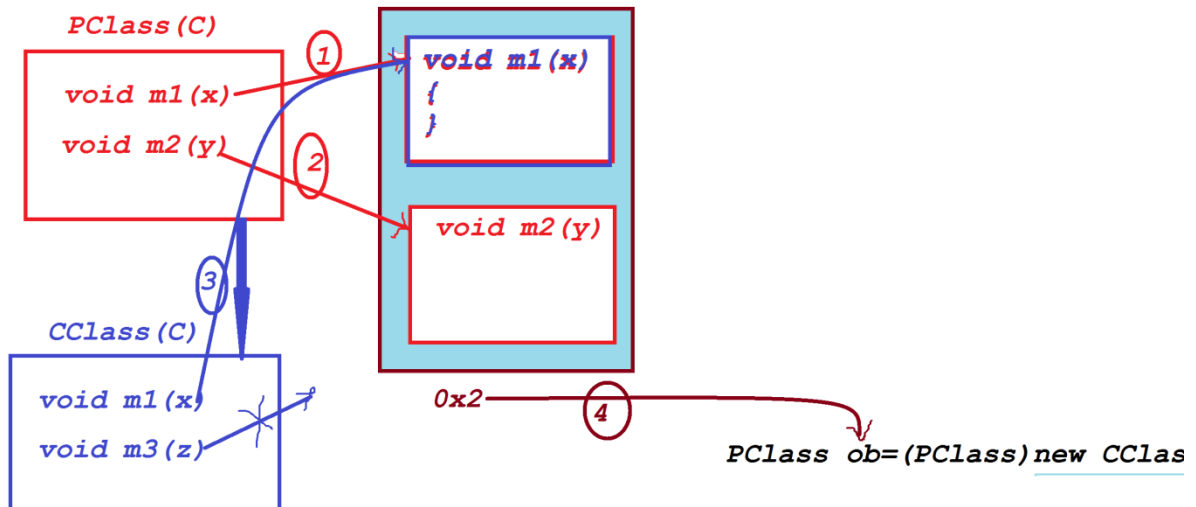 PClass(C)
void m1(x)
void m2(y)
1
2
void m1(x)
{
}
void m2(y)
3
CClass(C)
void m1(x)
void m3(z)
0x2
4
PClass ob=(PClass)new CClas